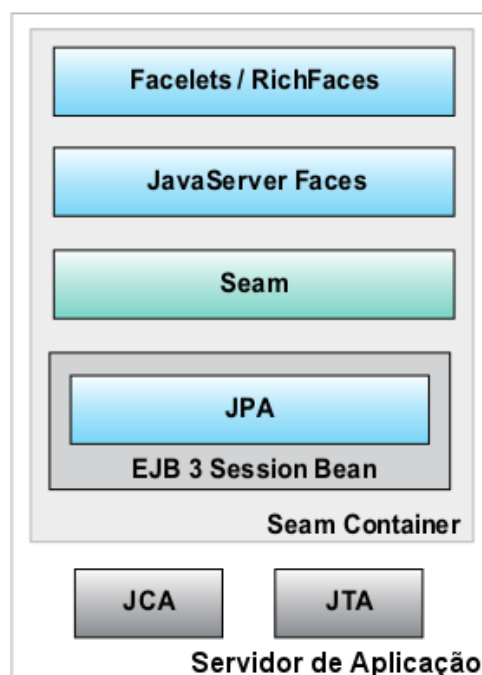 Facelets / RichFaces
JavaServer Faces
Seam
JPA
EJB 3 Session Bean
Seam Container
JCA
JTA
Servidor de Aplicação